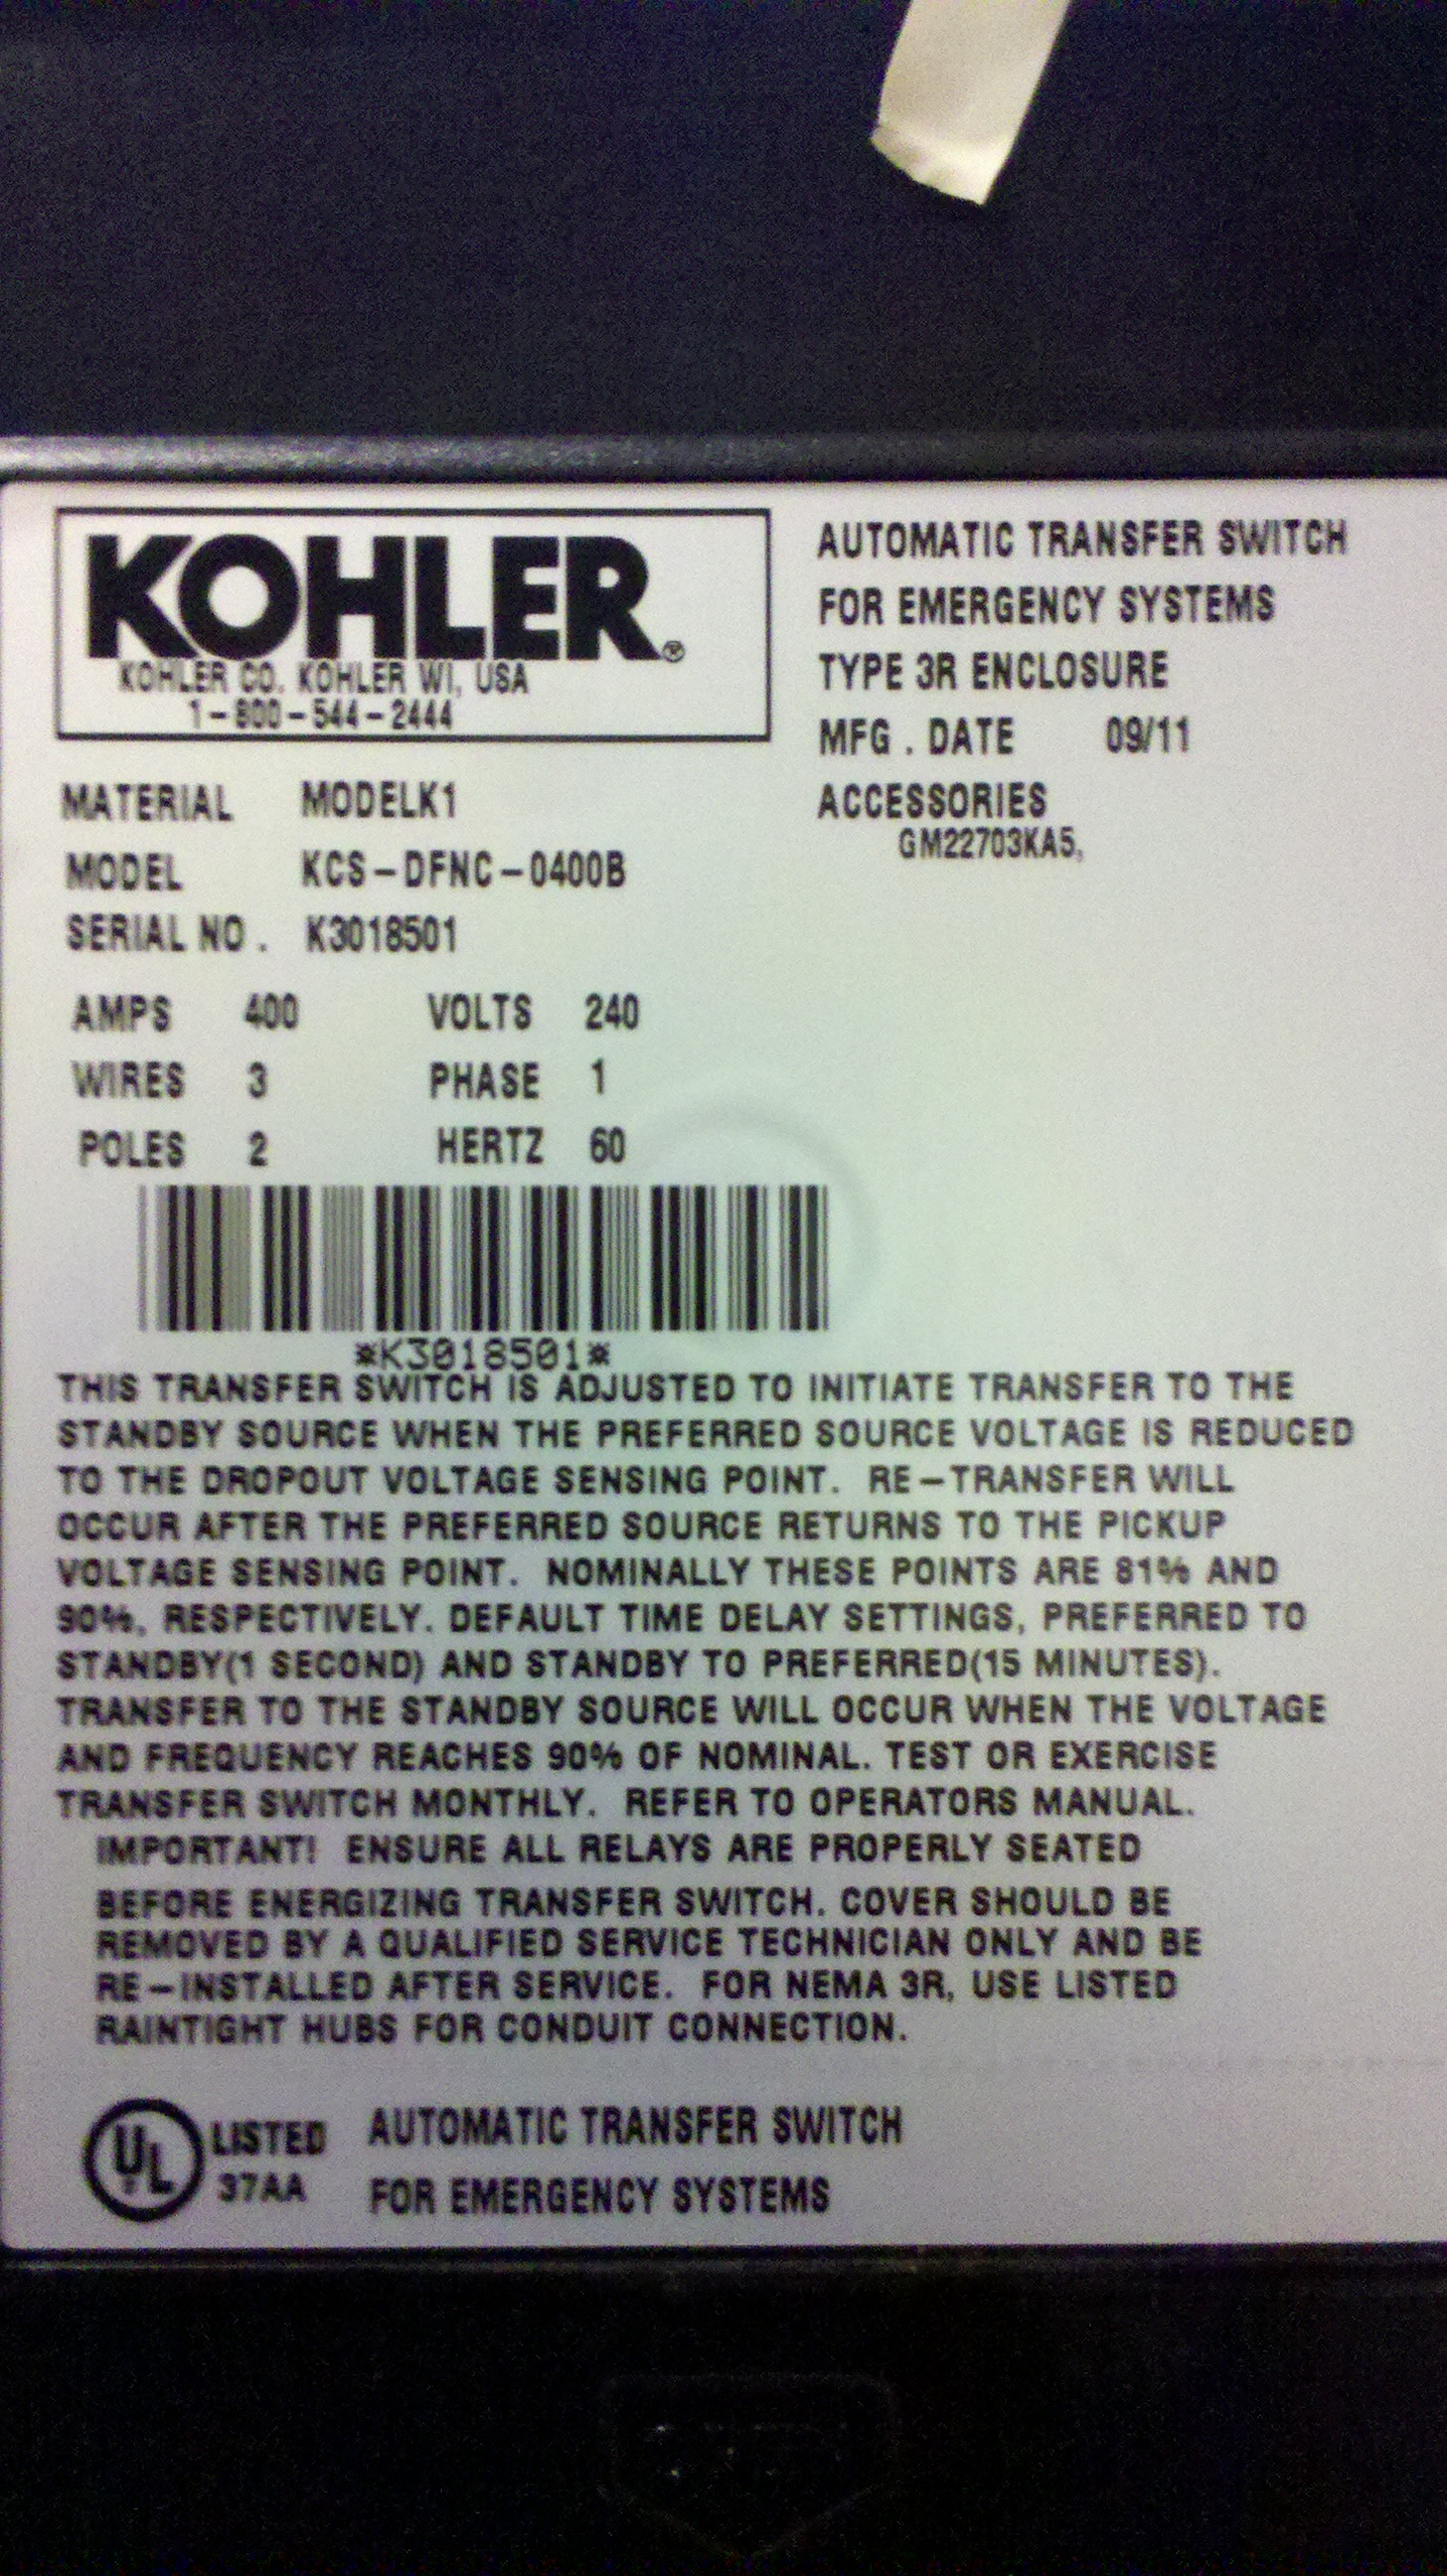 KOHLER®
KOHLER CO. KOHLER WI, USA
1-800-544-2444
AUTOMATIC TRANSFER SWITCH
FOR EMERGENCY SYSTEMS
TYPE 3R ENCLOSURE
MFG . DATE 09/11
ACCESSORIES
GM22703KA5,
MATERIAL MODELK1
MODEL KCS-DFNC-0400B
SERIAL NO . K3018501
AMPS 400 VOLTS 240
WIRES 3 PHASE 1
POLES 2 HERTZ 60
*K3018501*
THIS TRANSFER SWITCH IS ADJUSTED TO INITIATE TRANSFER TO THE
STANDBY SOURCE WHEN THE PREFERRED SOURCE VOLTAGE IS REDUCED
TO THE DROPOUT VOLTAGE SENSING POINT. RE-TRANSFER WILL
OCCUR AFTER THE PREFERRED SOURCE RETURNS TO THE PICKUP
VOLTAGE SENSING POINT. NOMINALLY THESE POINTS ARE 81% AND
90%, RESPECTIVELY. DEFAULT TIME DELAY SETTINGS, PREFERRED TO
STANDBY(1 SECOND) AND STANDBY TO PREFERRED(15 MINUTES).
TRANSFER TO THE STANDBY SOURCE WILL OCCUR WHEN THE VOLTAGE
AND FREQUENCY REACHES 90% OF NOMINAL. TEST OR EXERCISE
TRANSFER SWITCH MONTHLY. REFER TO OPERATORS MANUAL.
IMPORTANT! ENSURE ALL RELAYS ARE PROPERLY SEATED
BEFORE ENERGIZING TRANSFER SWITCH. COVER SHOULD BE
REMOVED BY A QUALIFIED SERVICE TECHNICIAN ONLY AND BE
RE-INSTALLED AFTER SERVICE. FOR NEMA 3R, USE LISTED
RAINTIGHT HUBS FOR CONDUIT CONNECTION.
UL LISTED
37AA
AUTOMATIC TRANSFER SWITCH
FOR EMERGENCY SYSTEMS